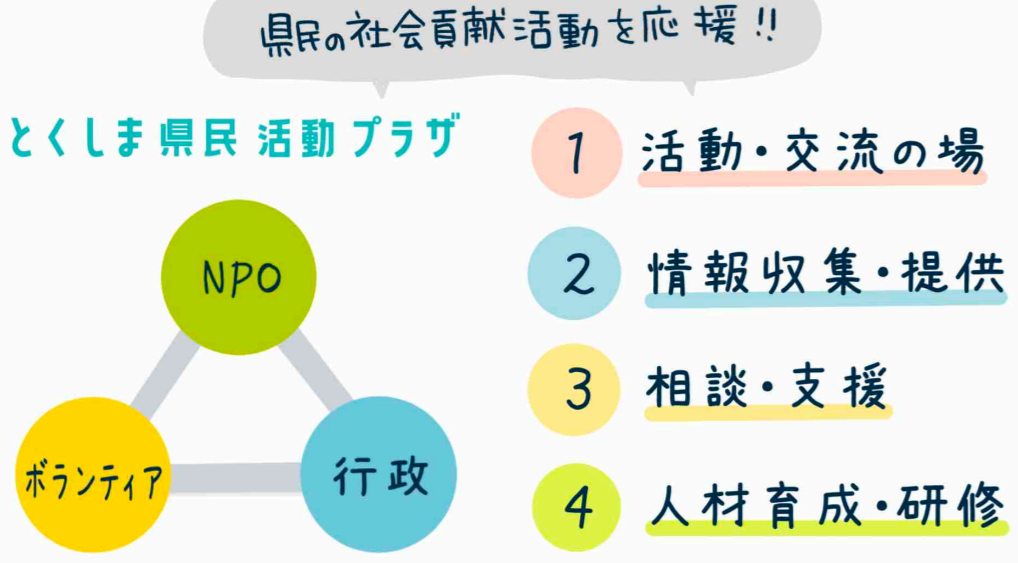 県民の社会貢献活動を応援!!
とくしま県民活動プラザ
NPO
ボランティア
行政
1 活動・交流の場
2 情報収集・提供
3 相談・支援
4 人材育成・研修